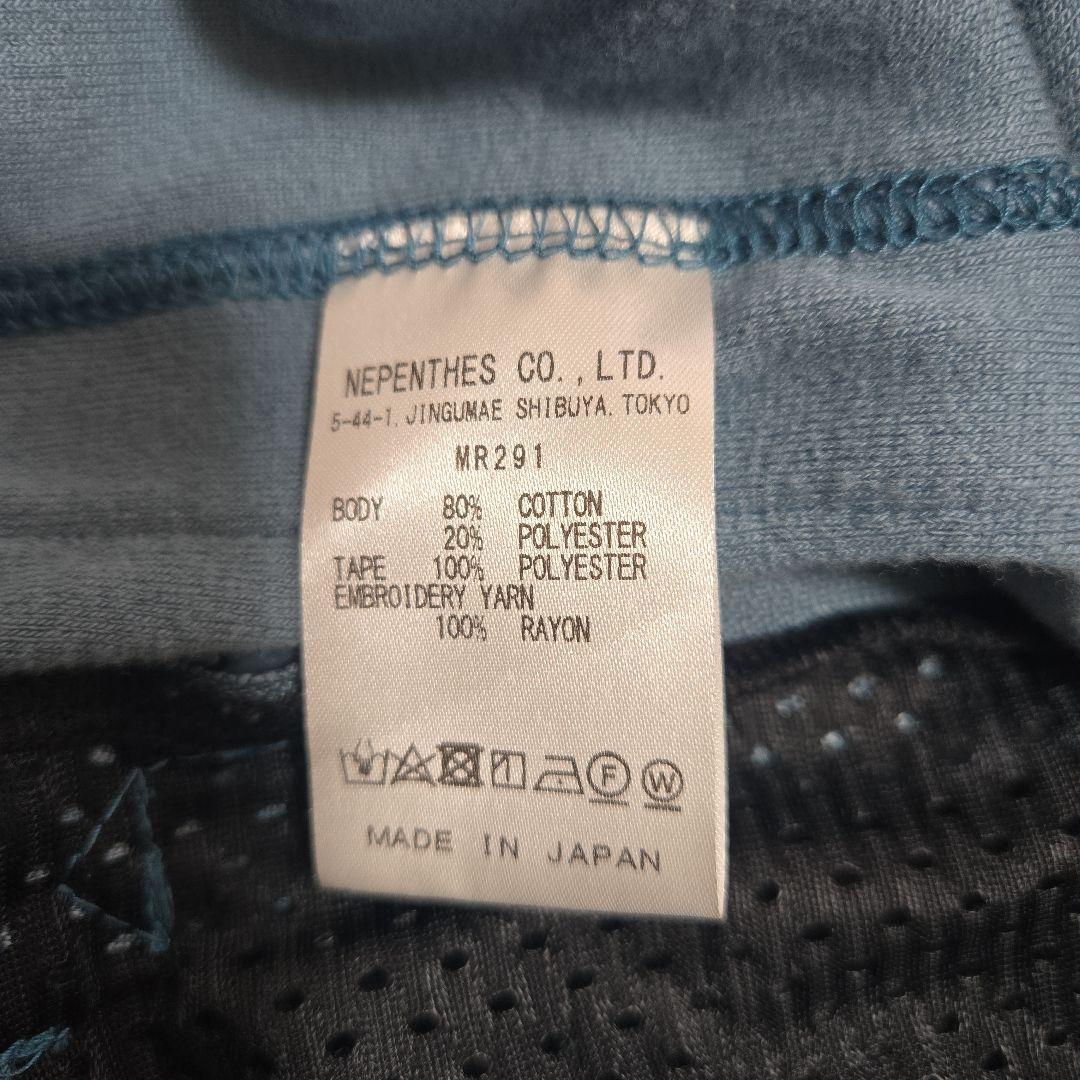 NEPENTHES CO.,LTD.
5-44-1, JINGUMAE SHIBUYA, TOKYO
MR291
BODY 80% COTTON
20% POLYESTER
TAPE 100% POLYESTER
EMBROIDERY YARN
100% RAYON
F W
MADE IN JAPAN